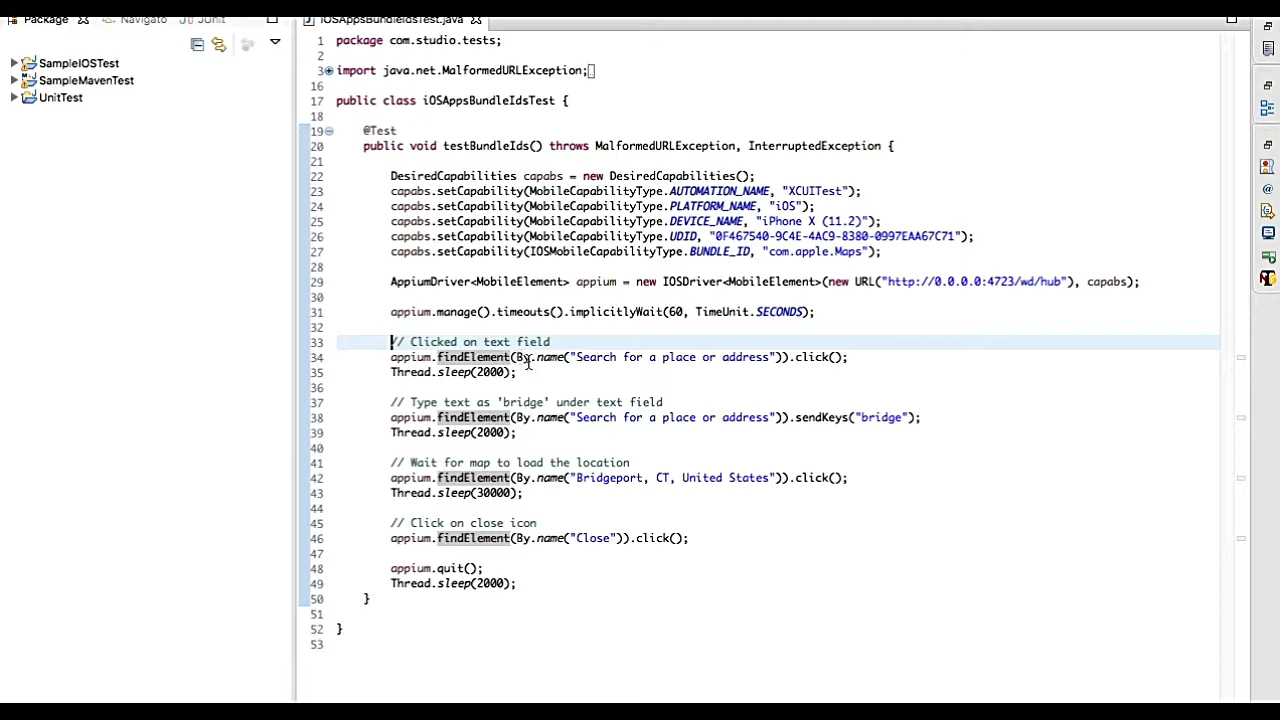 Package
Navigato
JUnit
iOSAppsBundleIdsTest.java
SampleIOSTest
SampleMavenTest
UnitTest
1 package com.studio.tests;
2
3 import java.net.MalformedURLException;
16
17 public class iOSAppsBundleIdsTest {
18
19 @Test
20 public void testBundleIds() throws MalformedURLException, InterruptedException {
21
22 DesiredCapabilities capabs = new DesiredCapabilities();
23 capabs.setCapability(MobileCapabilityType.AUTOMATION_NAME, "XCUITest");
24 capabs.setCapability(MobileCapabilityType.PLATFORM_NAME, "iOS");
25 capabs.setCapability(MobileCapabilityType.DEVICE_NAME, "iPhone X (11.2)");
26 capabs.setCapability(MobileCapabilityType.UDID, "0F467540-9C4E-4AC9-8380-0997EAA67C71");
27 capabs.setCapability(IOSMobileCapabilityType.BUNDLE_ID, "com.apple.Maps");
28
29 AppiumDriver<MobileElement> appium = new IOSDriver<MobileElement>(new URL("http://0.0.0.0:4723/wd/hub"), capabs);
30
31 appium.manage().timeouts().implicitlyWait(60, TimeUnit.SECONDS);
32
33 // Clicked on text field
34 appium.findElement(By.name("Search for a place or address")).click();
35 Thread.sleep(2000);
36
37 // Type text as 'bridge' under text field
38 appium.findElement(By.name("Search for a place or address")).sendKeys("bridge");
39 Thread.sleep(2000);
40
41 // Wait for map to load the location
42 appium.findElement(By.name("Bridgeport, CT, United States")).click();
43 Thread.sleep(30000);
44
45 // Click on close icon
46 appium.findElement(By.name("Close")).click();
47
48 appium.quit();
49 Thread.sleep(2000);
50 }
51
52 }
53